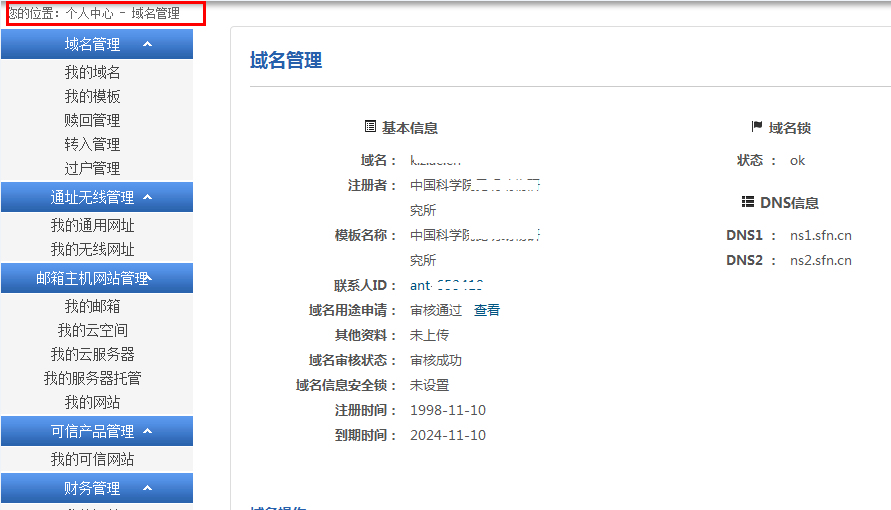 您的位置：个人中心 - 域名管理
域名管理
我的域名
我的模板
赎回管理
转入管理
过户管理
通址无线管理
我的通用网址
我的无线网址
邮箱主机网站管理
我的邮箱
我的云空间
我的云服务器
我的服务器托管
我的网站
可信产品管理
我的可信网站
财务管理
域名管理
基本信息
域名：
注册者： 中国科学院
究所
模板名称： 中国科学院
究所
联系人ID： ant-
域名用途申请： 审核通过 查看
其他资料： 未上传
域名审核状态： 审核成功
域名信息安全锁： 未设置
注册时间： 1998-11-10
到期时间： 2024-11-10
域名锁
状态 ： ok
DNS信息
DNS1 ： ns1.sfn.cn
DNS2 ： ns2.sfn.cn
域名操作